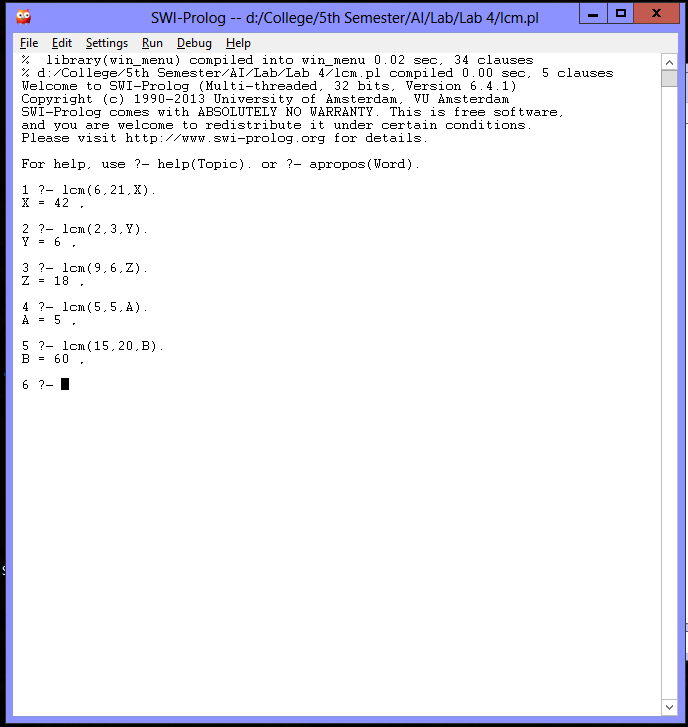 SWI-Prolog -- d:/College/5th Semester/AI/Lab/Lab 4/lcm.pl
File Edit Settings Run Debug Help
% library(win_menu) compiled into win_menu 0.02 sec, 34 clauses
% d:/College/5th Semester/AI/Lab/Lab 4/lcm.pl compiled 0.00 sec, 5 clauses
Welcome to SWI-Prolog (Multi-threaded, 32 bits, Version 6.4.1)
Copyright (c) 1990-2013 University of Amsterdam, VU Amsterdam
SWI-Prolog comes with ABSOLUTELY NO WARRANTY. This is free software,
and you are welcome to redistribute it under certain conditions.
Please visit http://www.swi-prolog.org for details.
For help, use ?- help(Topic). or ?- apropos(Word).
1 ?- lcm(6,21,X).
X = 42 .
2 ?- lcm(2,3,Y).
Y = 6 .
3 ?- lcm(9,6,Z).
Z = 18 .
4 ?- lcm(5,5,A).
A = 5 .
5 ?- lcm(15,20,B).
B = 60 .
6 ?-